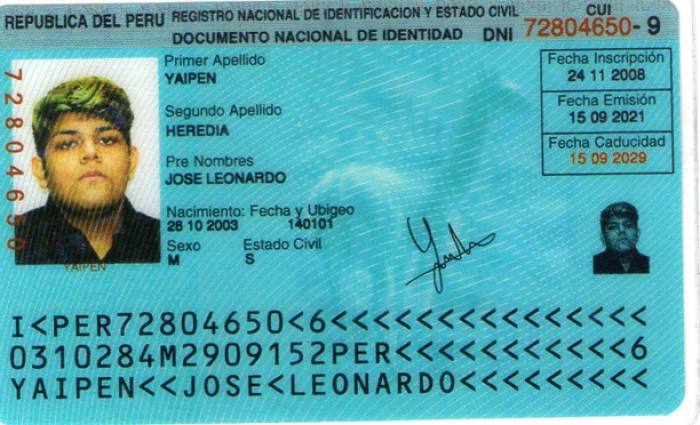 REPUBLICA DEL PERU REGISTRO NACIONAL DE IDENTIFICACION Y ESTADO CIVIL
DOCUMENTO NACIONAL DE IDENTIDAD DNI 72804650 - 9
CUI
72804650
Primer Apellido
YAIPEN
Segundo Apellido
HEREDIA
Pre Nombres
JOSE LEONARDO
Nacimiento: Fecha y Ubigeo
28 10 2003 140101
Sexo Estado Civil
M S
Fecha Inscripción
24 11 2008
Fecha Emisión
15 09 2021
Fecha Caducidad
15 09 2029
YAIPEN
I<PER72804650<6<<<<<<<<<<<<<<<
0310284M2909152PER<<<<<<<<<<<6
YAIPEN<<JOSE<LEONARDO<<<<<<<<<